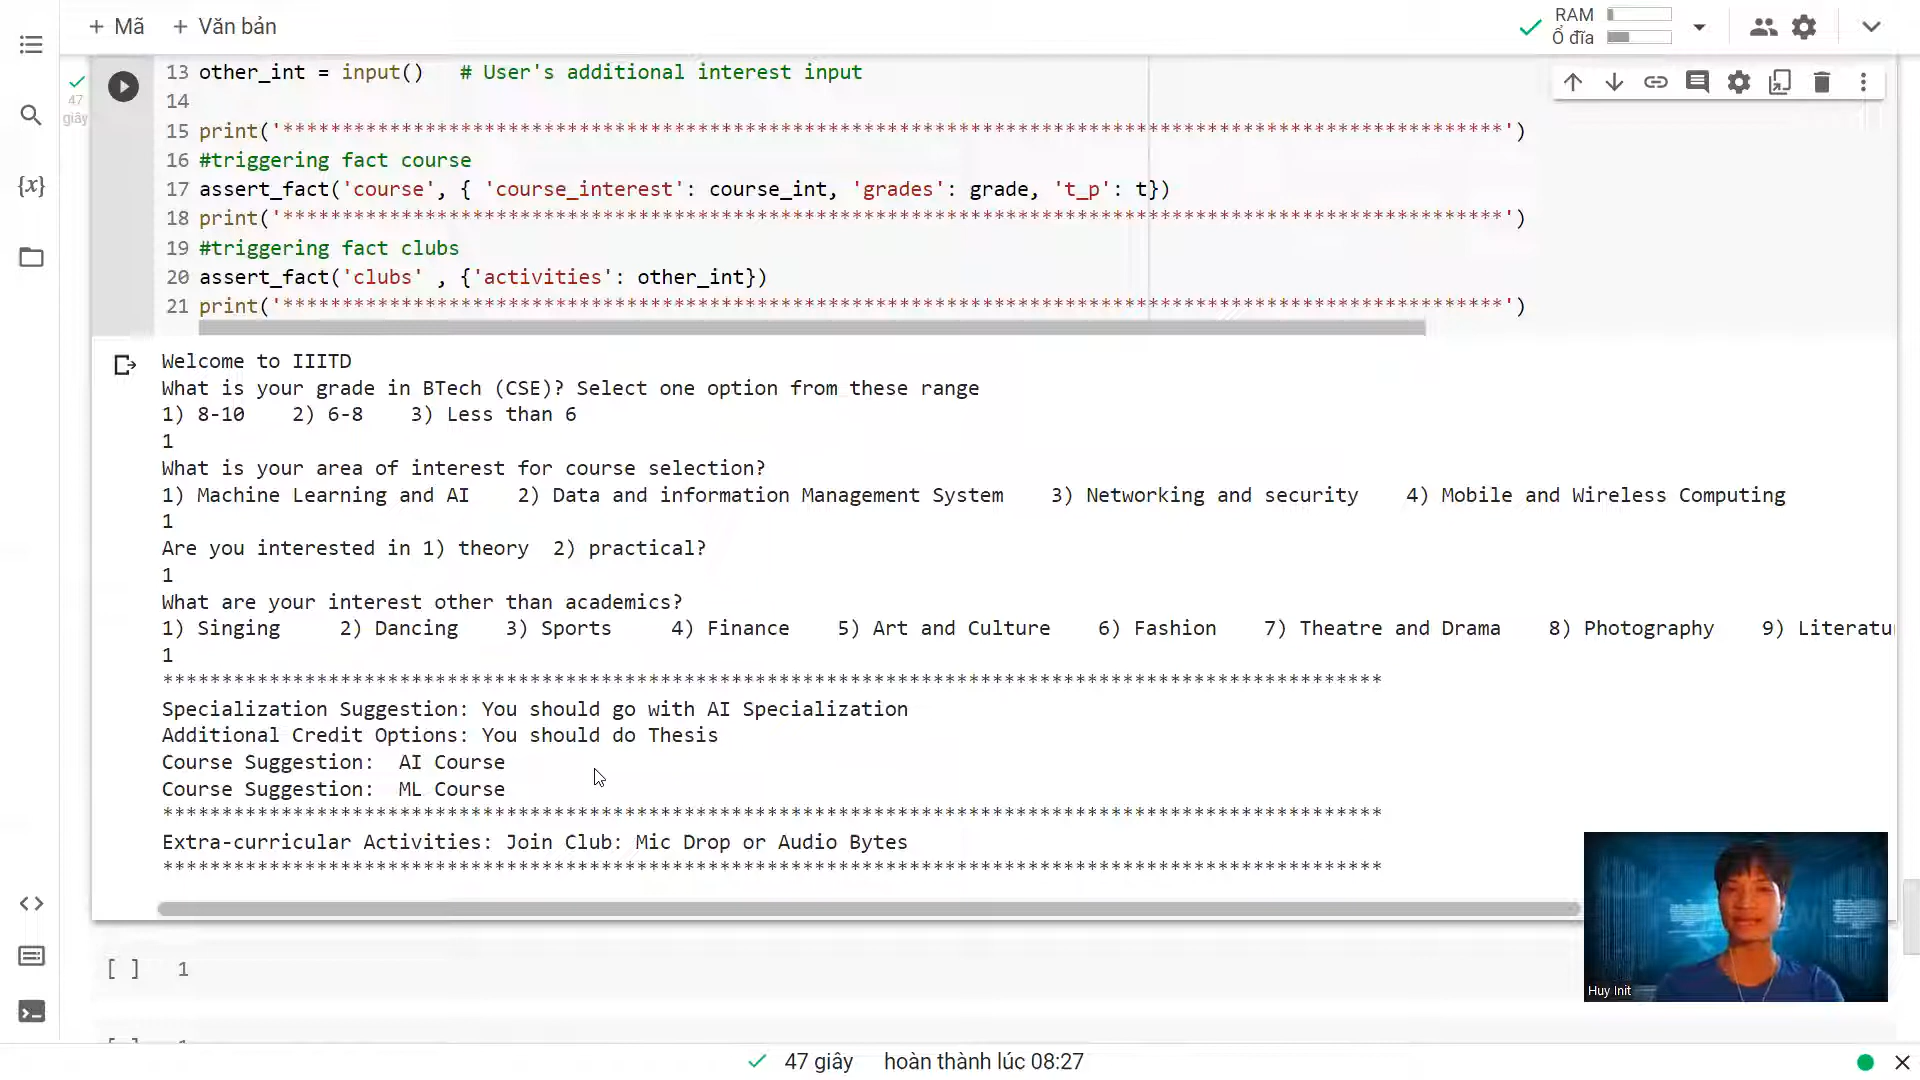 + Mã + Văn bản
RAM
Ổ đĩa
47
giây
13 other_int = input() # User's additional interest input
14
15 print('*******************************************************************************************************')
16 #triggering fact course
17 assert_fact('course', { 'course_interest': course_int, 'grades': grade, 't_p': t})
18 print('*******************************************************************************************************')
19 #triggering fact clubs
20 assert_fact('clubs' , {'activities': other_int})
21 print('*******************************************************************************************************')
Welcome to IIITD
What is your grade in BTech (CSE)? Select one option from these range
1) 8-10 2) 6-8 3) Less than 6
1
What is your area of interest for course selection?
1) Machine Learning and AI 2) Data and information Management System 3) Networking and security 4) Mobile and Wireless Computing
1
Are you interested in 1) theory 2) practical?
1
What are your interest other than academics?
1) Singing 2) Dancing 3) Sports 4) Finance 5) Art and Culture 6) Fashion 7) Theatre and Drama 8) Photography 9) Literatu
1
*******************************************************************************************************
Specialization Suggestion: You should go with AI Specialization
Additional Credit Options: You should do Thesis
Course Suggestion: AI Course
Course Suggestion: ML Course
*******************************************************************************************************
Extra-curricular Activities: Join Club: Mic Drop or Audio Bytes
*******************************************************************************************************
Huy Init
[ ] 1
47 giây hoàn thành lúc 08:27